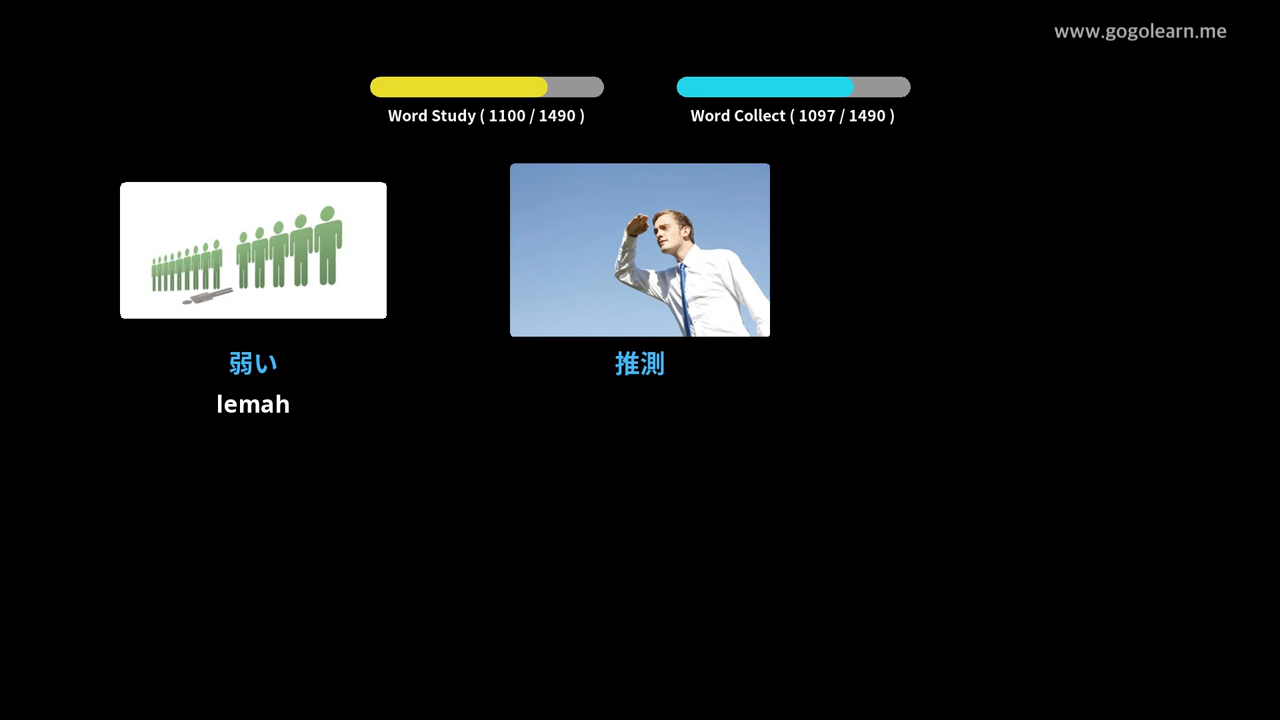 www.gogolearn.me
Word Study ( 1100 / 1490 )
Word Collect ( 1097 / 1490 )
弱い
lemah
推測